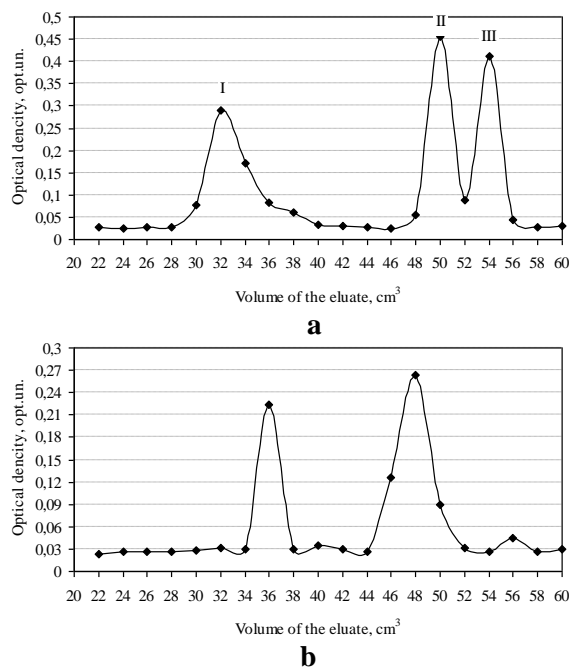 0,5
0,45
0,4
0,35
0,3
0,25
0,2
0,15
0,1
0,05
0
Optical dencity, opt.un.
I
II
III
20 22 24 26 28 30 32 34 36 38 40 42 44 46 48 50 52 54 56 58 60
Volume of the eluate, cm³
a
0,3
0,27
0,24
0,21
0,18
0,15
0,12
0,09
0,06
0,03
0
Optical dencity, opt.un.
20 22 24 26 28 30 32 34 36 38 40 42 44 46 48 50 52 54 56 58 60
Volume of the eluate, cm³
b